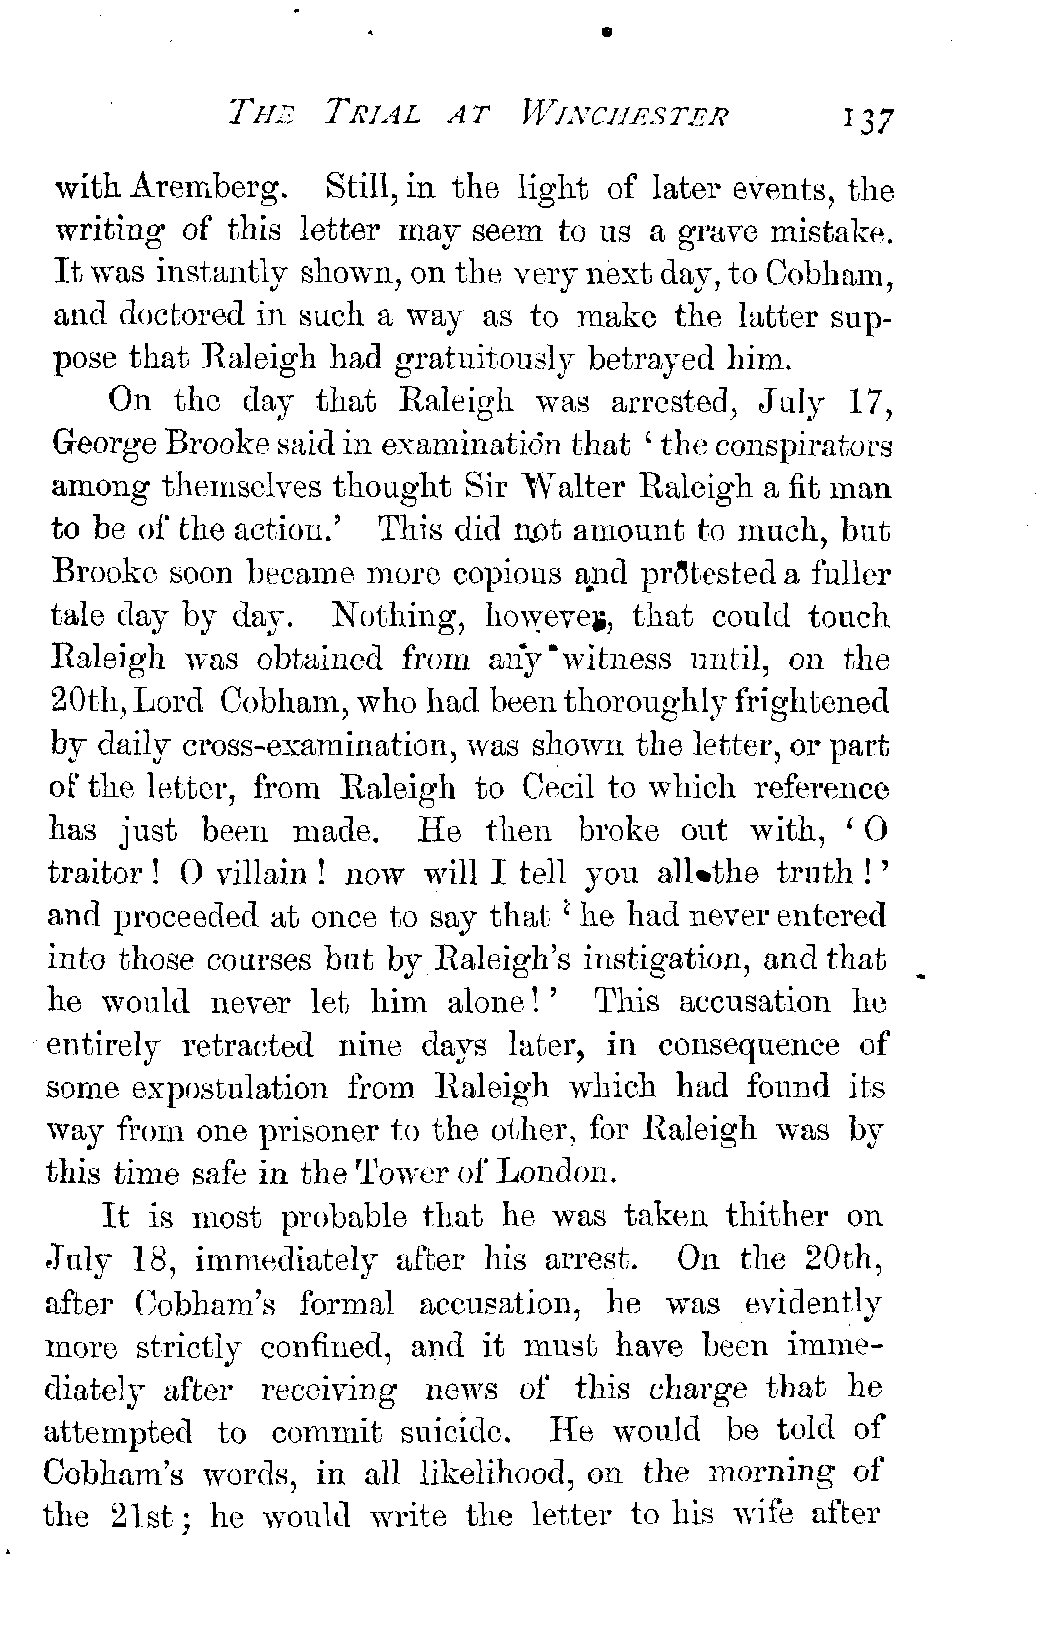 THE TRIAL AT WINCHESTER 137
with Aremberg. Still, in the light of later events, the
writing of this letter may seem to us a grave mistake.
It was instantly shown, on the very next day, to Cobham,
and doctored in such a way as to make the latter sup-
pose that Raleigh had gratuitously betrayed him.
On the day that Raleigh was arrested, July 17,
George Brooke said in examination that ‘ the conspirators
among themselves thought Sir Walter Raleigh a fit man
to be of the action.’ This did not amount to much, but
Brooke soon became more copious and protested a fuller
tale day by day. Nothing, however, that could touch
Raleigh was obtained from any witness until, on the
20th, Lord Cobham, who had been thoroughly frightened
by daily cross-examination, was shown the letter, or part
of the letter, from Raleigh to Cecil to which reference
has just been made. He then broke out with, ‘ O
traitor ! O villain ! now will I tell you all the truth ! ’
and proceeded at once to say that ‘ he had never entered
into those courses but by Raleigh's instigation, and that
he would never let him alone ! ’ This accusation he
entirely retracted nine days later, in consequence of
some expostulation from Raleigh which had found its
way from one prisoner to the other, for Raleigh was by
this time safe in the Tower of London.
It is most probable that he was taken thither on
July 18, immediately after his arrest. On the 20th,
after Cobham's formal accusation, he was evidently
more strictly confined, and it must have been imme-
diately after receiving news of this charge that he
attempted to commit suicide. He would be told of
Cobham's words, in all likelihood, on the morning of
the 21st ; he would write the letter to his wife after